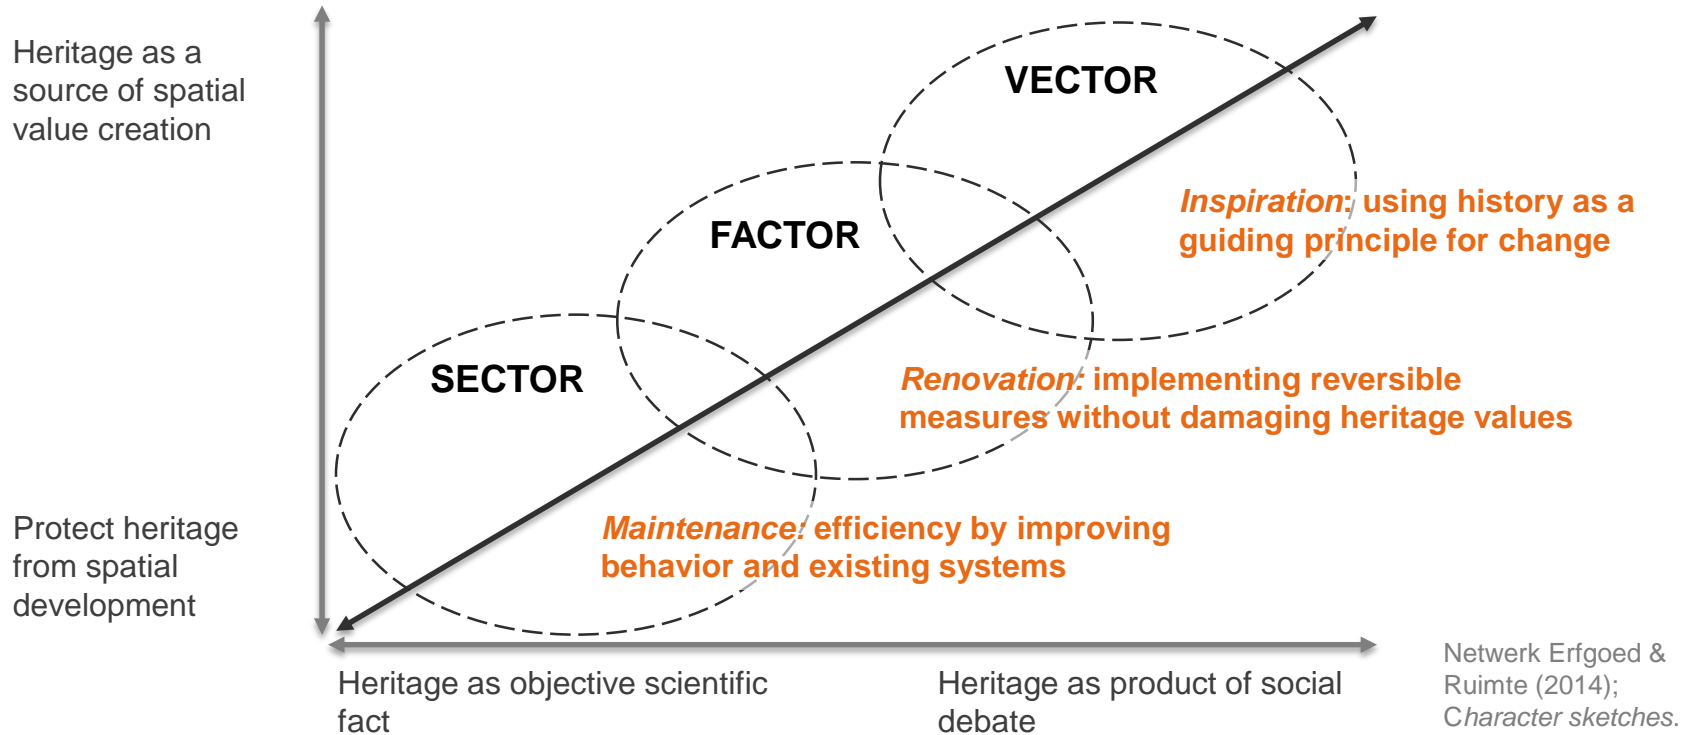 Heritage as a
source of spatial
value creation
VECTOR
Inspiration: using history as a
guiding principle for change
FACTOR
Renovation: implementing reversible
measures without damaging heritage values
SECTOR
Maintenance: efficiency by improving
behavior and existing systems
Protect heritage
from spatial
development
Heritage as objective scientific
fact
Heritage as product of social
debate
Netwerk Erfgoed &
Ruimte (2014);
Character sketches.